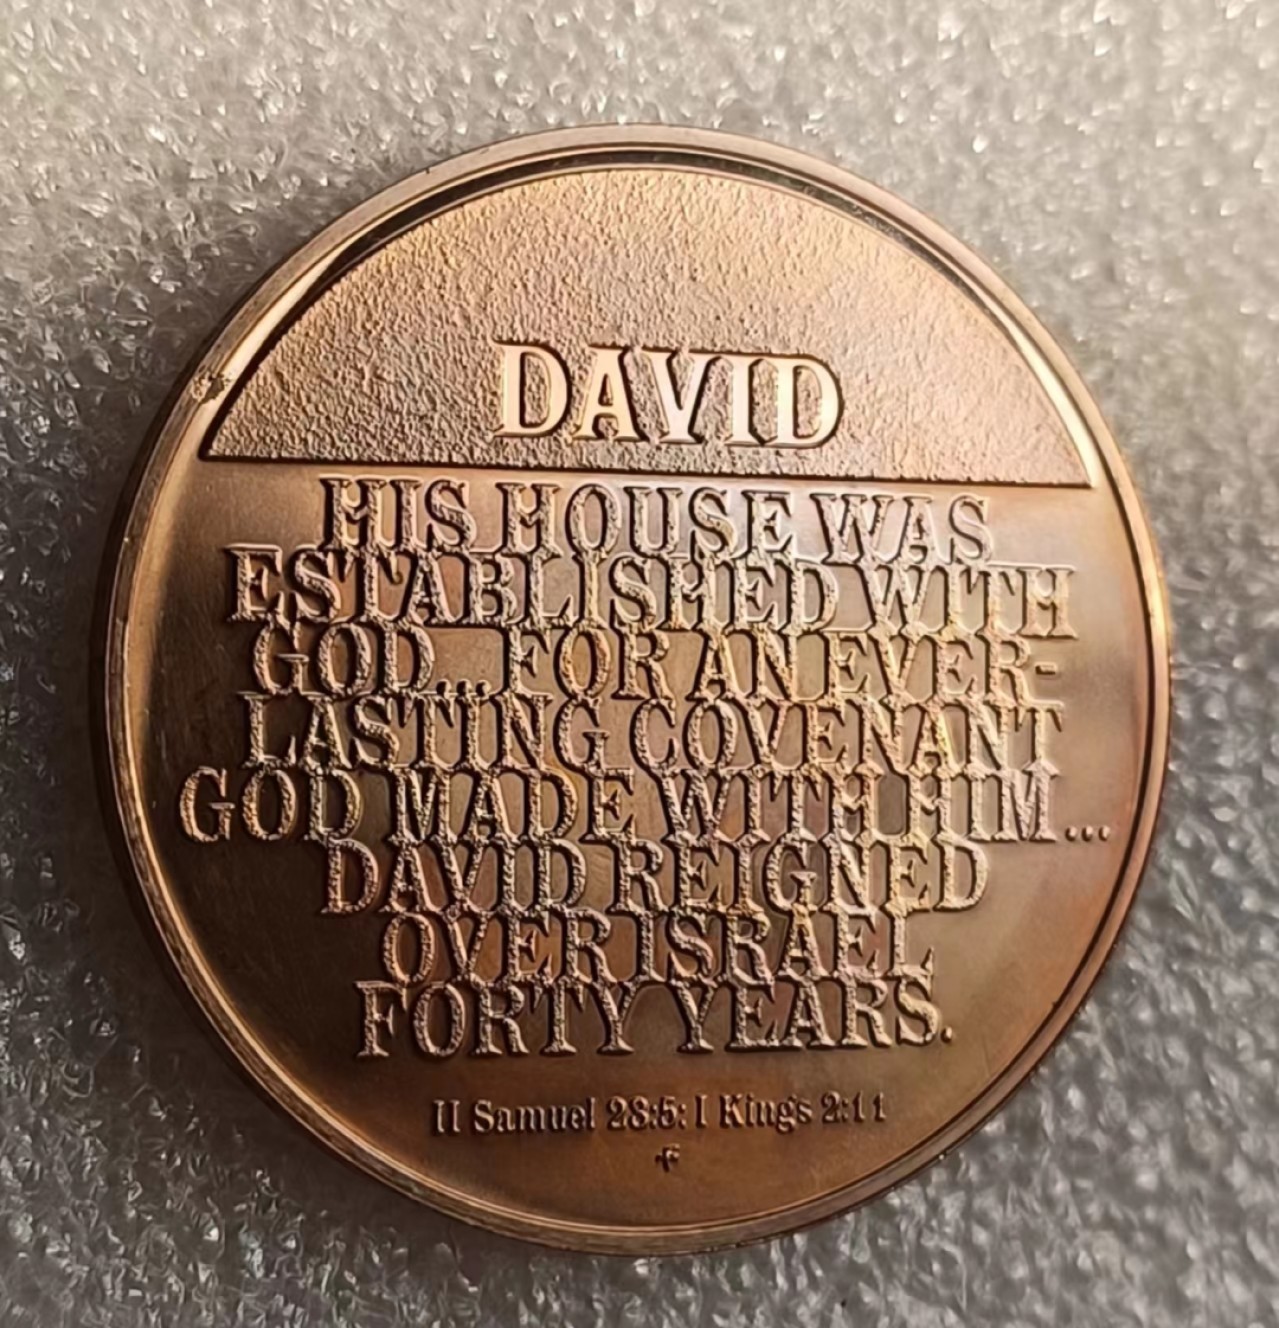 DAVID
HIS HOUSE WAS
ESTABLISHED WITH
GOD...FOR AN EVER-
LASTING COVENANT
GOD MADE WITH HIM...
DAVID REIGNED
OVER ISRAEL
FORTY YEARS.
II Samuel 23:5: I Kings 2:11